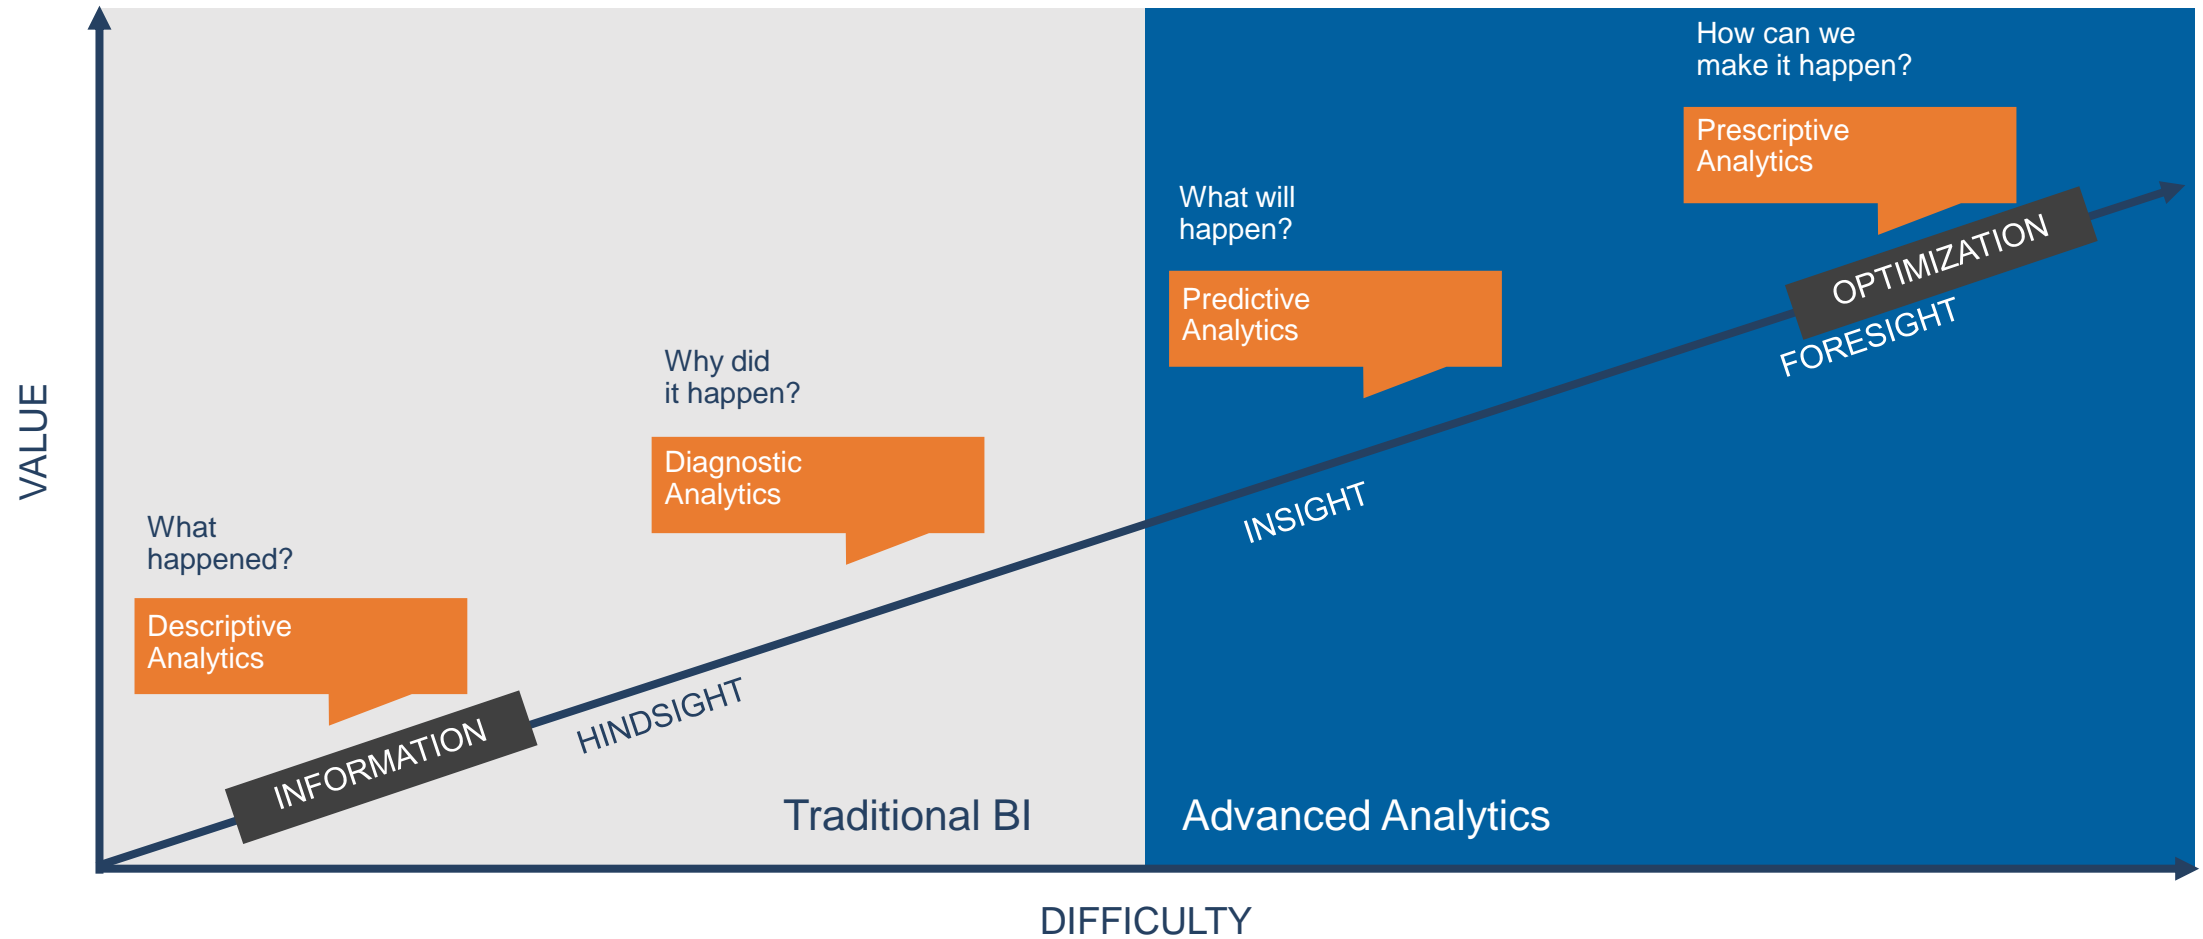 How can we
make it happen?
Prescriptive
Analytics
What will
happen?
Predictive
Analytics
OPTIMIZATION
FORESIGHT
Why did
it happen?
Diagnostic
Analytics
INSIGHT
VALUE
What
happened?
Descriptive
Analytics
INFORMATION
HINDSIGHT
Traditional BI
Advanced Analytics
DIFFICULTY